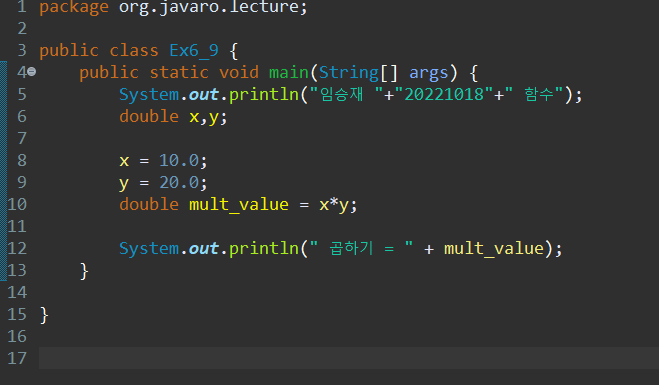 1 package org.javaro.lecture;
2
3 public class Ex6_9 {
4     public static void main(String[] args) {
5         System.out.println("임승재 "+"20221018"+" 함수");
6         double x,y;
7
8         x = 10.0;
9         y = 20.0;
10         double mult_value = x*y;
11
12         System.out.println(" 곱하기 = " + mult_value);
13     }
14
15 }
16
17